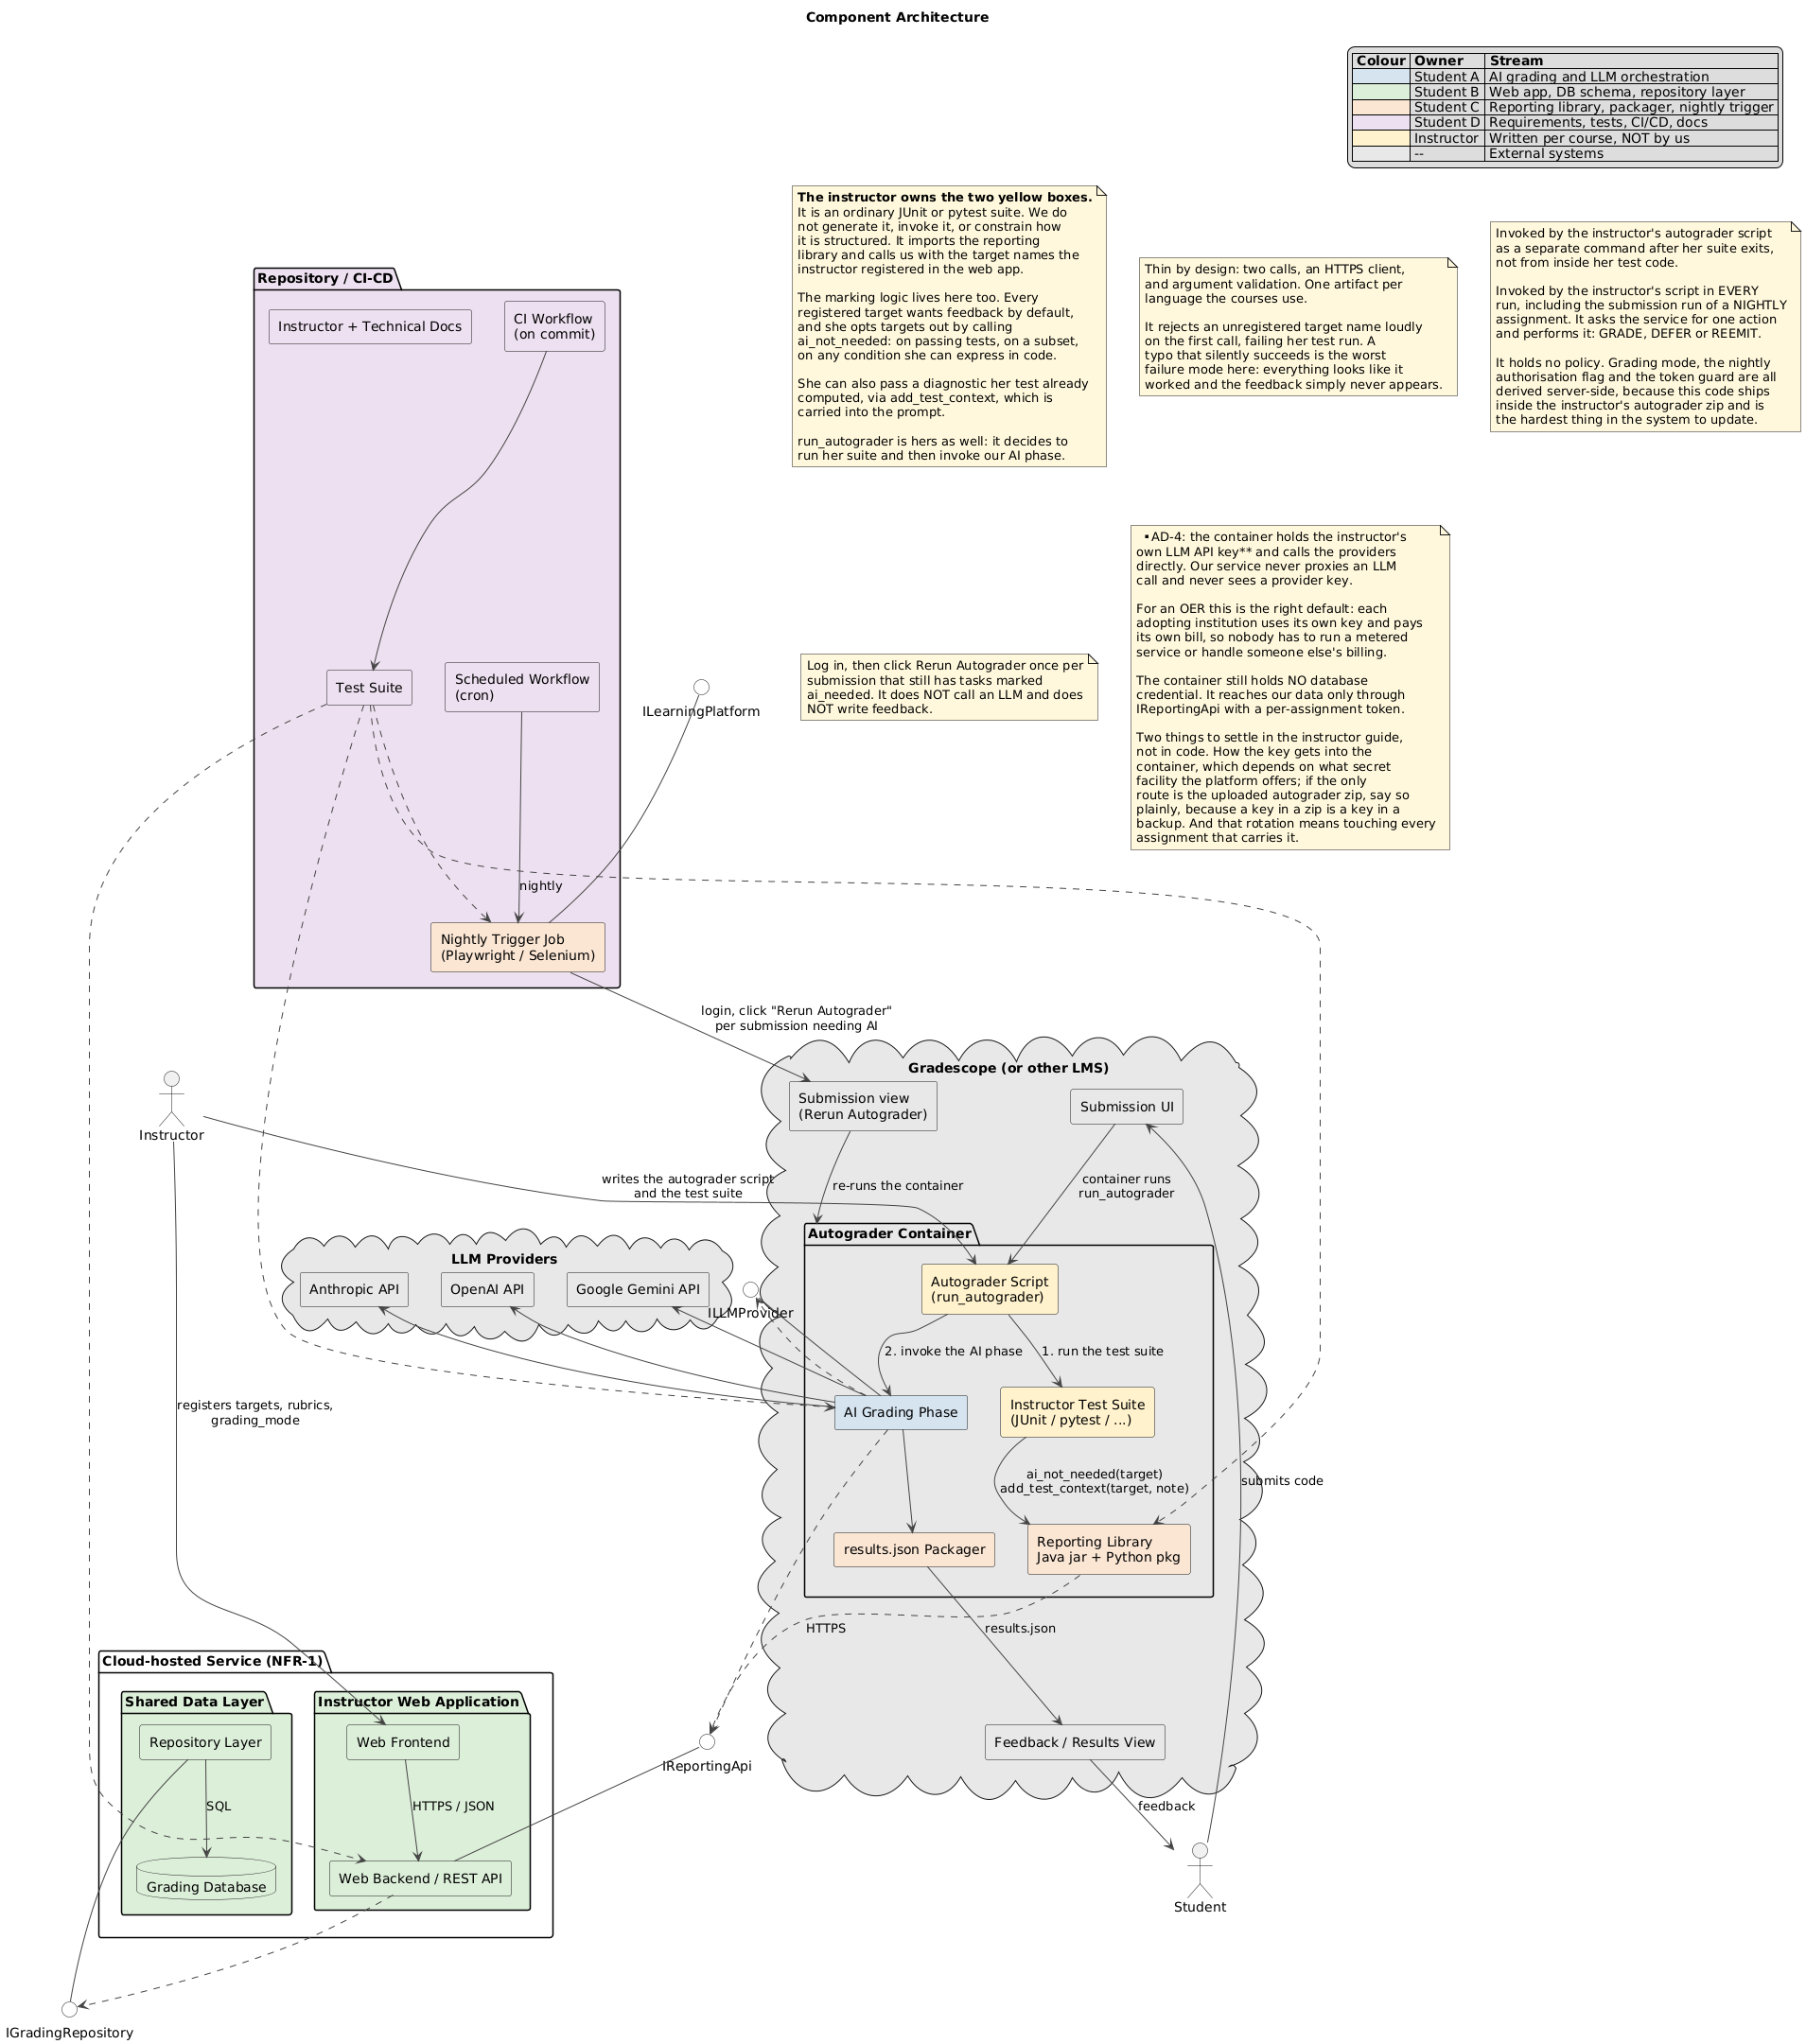 Component Architecture
Colour Owner Stream
Student A AI grading and LLM orchestration
Student B Web app, DB schema, repository layer
Student C Reporting library, packager, nightly trigger
Student D Requirements, tests, CI/CD, docs
Instructor Written per course, NOT by us
-- External systems
The instructor owns the two yellow boxes.
It is an ordinary JUnit or pytest suite. We do
not generate it, invoke it, or constrain how
it is structured. It imports the reporting
library and calls us with the target names the
instructor registered in the web app.
The marking logic lives here too. Every
registered target wants feedback by default,
and she opts targets out by calling
ai_not_needed: on passing tests, on a subset,
on any condition she can express in code.
She can also pass a diagnostic her test already
computed, via add_test_context, which is
carried into the prompt.
run_autograder is hers as well: it decides to
run her suite and then invoke our AI phase.
Thin by design: two calls, an HTTPS client,
and argument validation. One artifact per
language the courses use.
It rejects an unregistered target name loudly
on the first call, failing her test run. A
typo that silently succeeds is the worst
failure mode here: everything looks like it
worked and the feedback simply never appears.
Invoked by the instructor's autograder script
as a separate command after her suite exits,
not from inside her test code.
Invoked by the instructor's script in EVERY
run, including the submission run of a NIGHTLY
assignment. It asks the service for one action
and performs it: GRADE, DEFER or REEMIT.
It holds no policy. Grading mode, the nightly
authorisation flag and the token guard are all
derived server-side, because this code ships
inside the instructor's autograder zip and is
the hardest thing in the system to update.
Repository / CI-CD
Instructor + Technical Docs
CI Workflow
(on commit)
▪AD-4: the container holds the instructor's
own LLM API key** and calls the providers
directly. Our service never proxies an LLM
call and never sees a provider key.
For an OER this is the right default: each
adopting institution uses its own key and pays
its own bill, so nobody has to run a metered
service or handle someone else's billing.
The container still holds NO database
credential. It reaches our data only through
IReportingApi with a per-assignment token.
Two things to settle in the instructor guide,
not in code. How the key gets into the
container, which depends on what secret
facility the platform offers; if the only
route is the uploaded autograder zip, say so
plainly, because a key in a zip is a key in a
backup. And that rotation means touching every
assignment that carries it.
Test Suite
Scheduled Workflow
(cron)
ILearningPlatform
Log in, then click Rerun Autograder once per
submission that still has tasks marked
ai_needed. It does NOT call an LLM and does
NOT write feedback.
nightly
Nightly Trigger Job
(Playwright / Selenium)
login, click "Rerun Autograder"
per submission needing AI
Gradescope (or other LMS)
Submission view
(Rerun Autograder)
Submission UI
Instructor
writes the autograder script
and the test suite
re-runs the container
container runs
run_autograder
Autograder Container
LLM Providers
Anthropic API
OpenAI API
Google Gemini API
ILLMProvider
Autograder Script
(run_autograder)
2. invoke the AI phase
1. run the test suite
registers targets, rubrics,
grading_mode
AI Grading Phase
Instructor Test Suite
(JUnit / pytest / ...)
ai_not_needed(target)
add_test_context(target, note)
submits code
results.json Packager
Reporting Library
Java jar + Python pkg
HTTPS
results.json
Cloud-hosted Service (NFR-1)
Shared Data Layer
Instructor Web Application
Repository Layer
Web Frontend
IReportingApi
Feedback / Results View
SQL
HTTPS / JSON
feedback
Grading Database
Web Backend / REST API
Student
IGradingRepository